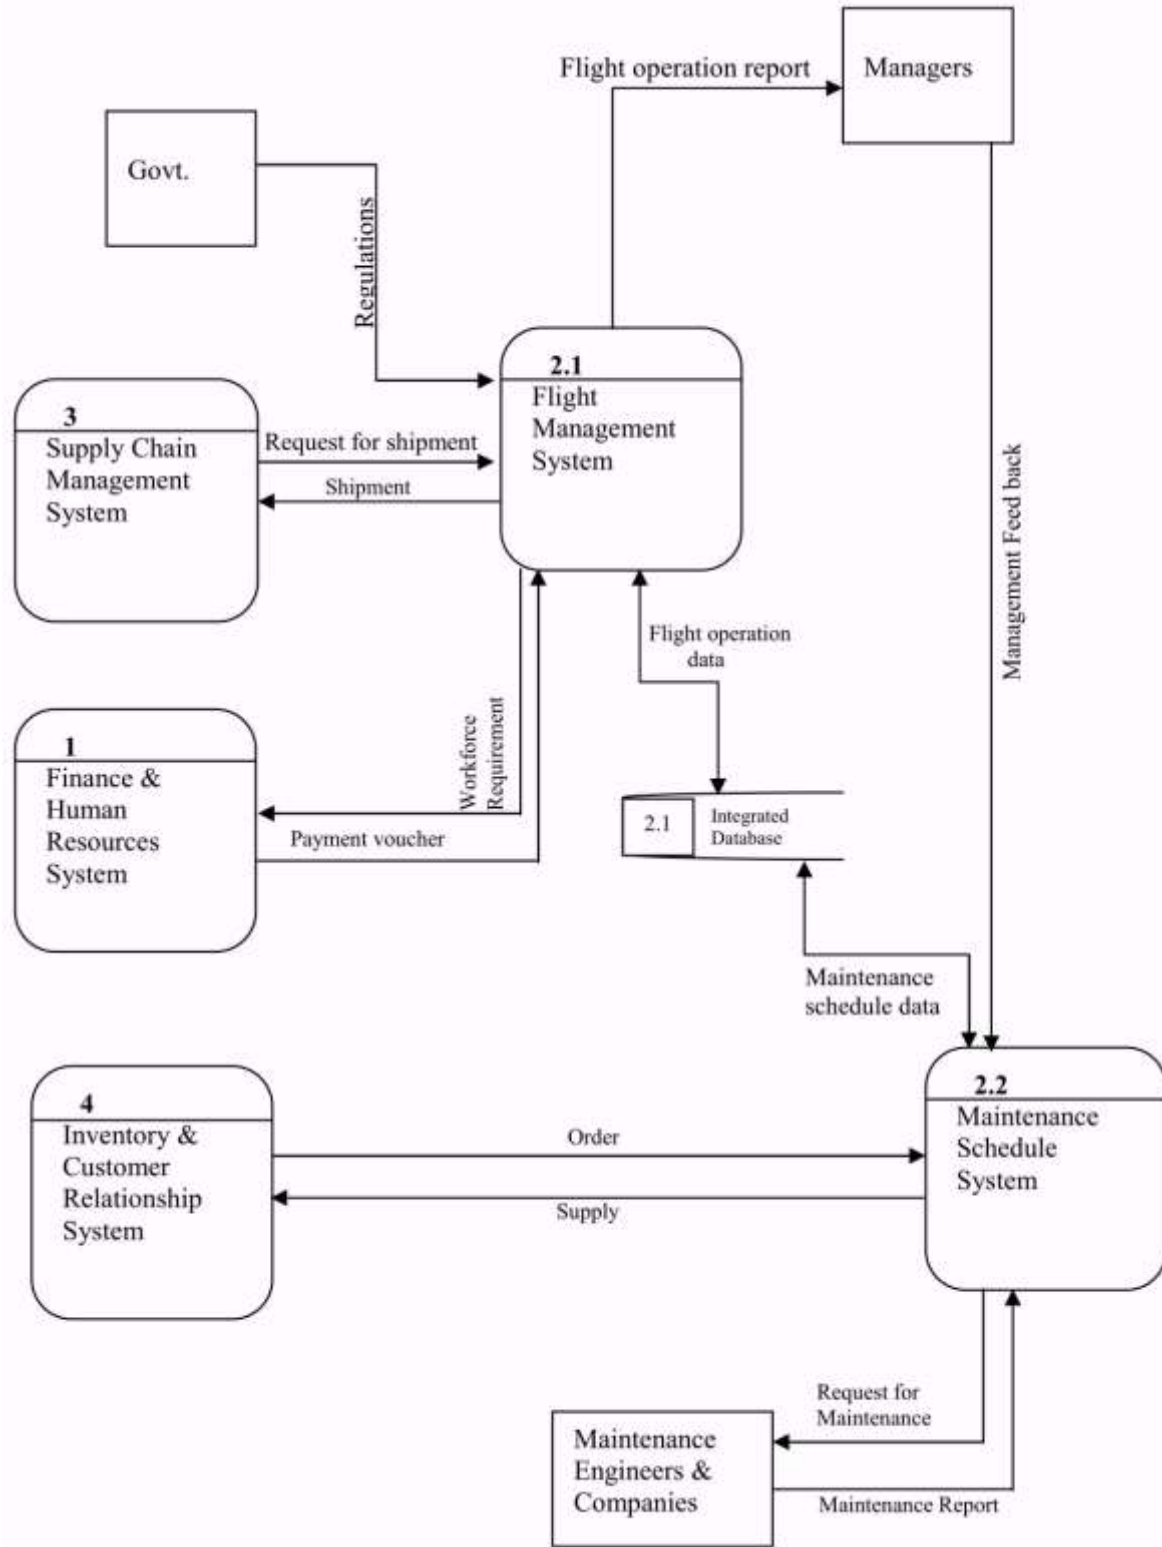 Flight operation report
Managers
Govt.
Regulations
2.1
Flight
Management
System
3
Supply Chain
Management
System
Request for shipment
Shipment
Management Feed back
Flight operation
data
Workforce
Requirement
1
Finance &
Human
Resources
System
Payment voucher
2.1
Integrated
Database
Maintenance
schedule data
4
Inventory &
Customer
Relationship
System
Order
Supply
2.2
Maintenance
Schedule
System
Request for
Maintenance
Maintenance
Engineers &
Companies
Maintenance Report